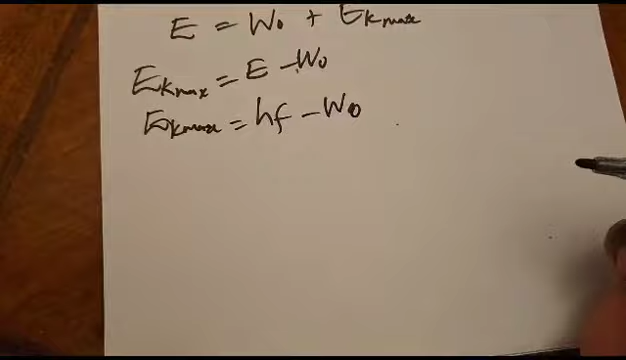 E = W₀ + Eₖₘₐₓ
Eₖₘₐₓ = E - W₀
Eₖₘₐₓ = hf - W₀